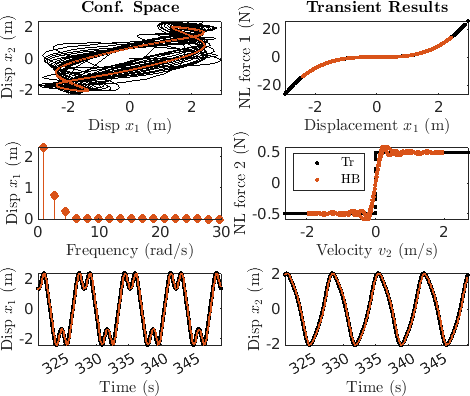 Conf. Space
Transient Results
Disp x₂ (m)
2
0
-2
-2
0
2
Disp x₁ (m)
NL force 1 (N)
20
0
-20
-2
0
2
Displacement x₁ (m)
Disp x₁ (m)
2
1
0
0
10
20
30
Frequency (rad/s)
NL force 2 (N)
0.5
0
-0.5
Tr
HB
-2
0
2
Velocity v₂ (m/s)
Disp x₁ (m)
2
0
-2
325
330
335
340
345
Time (s)
Disp x₂ (m)
2
0
-2
325
330
335
340
345
Time (s)